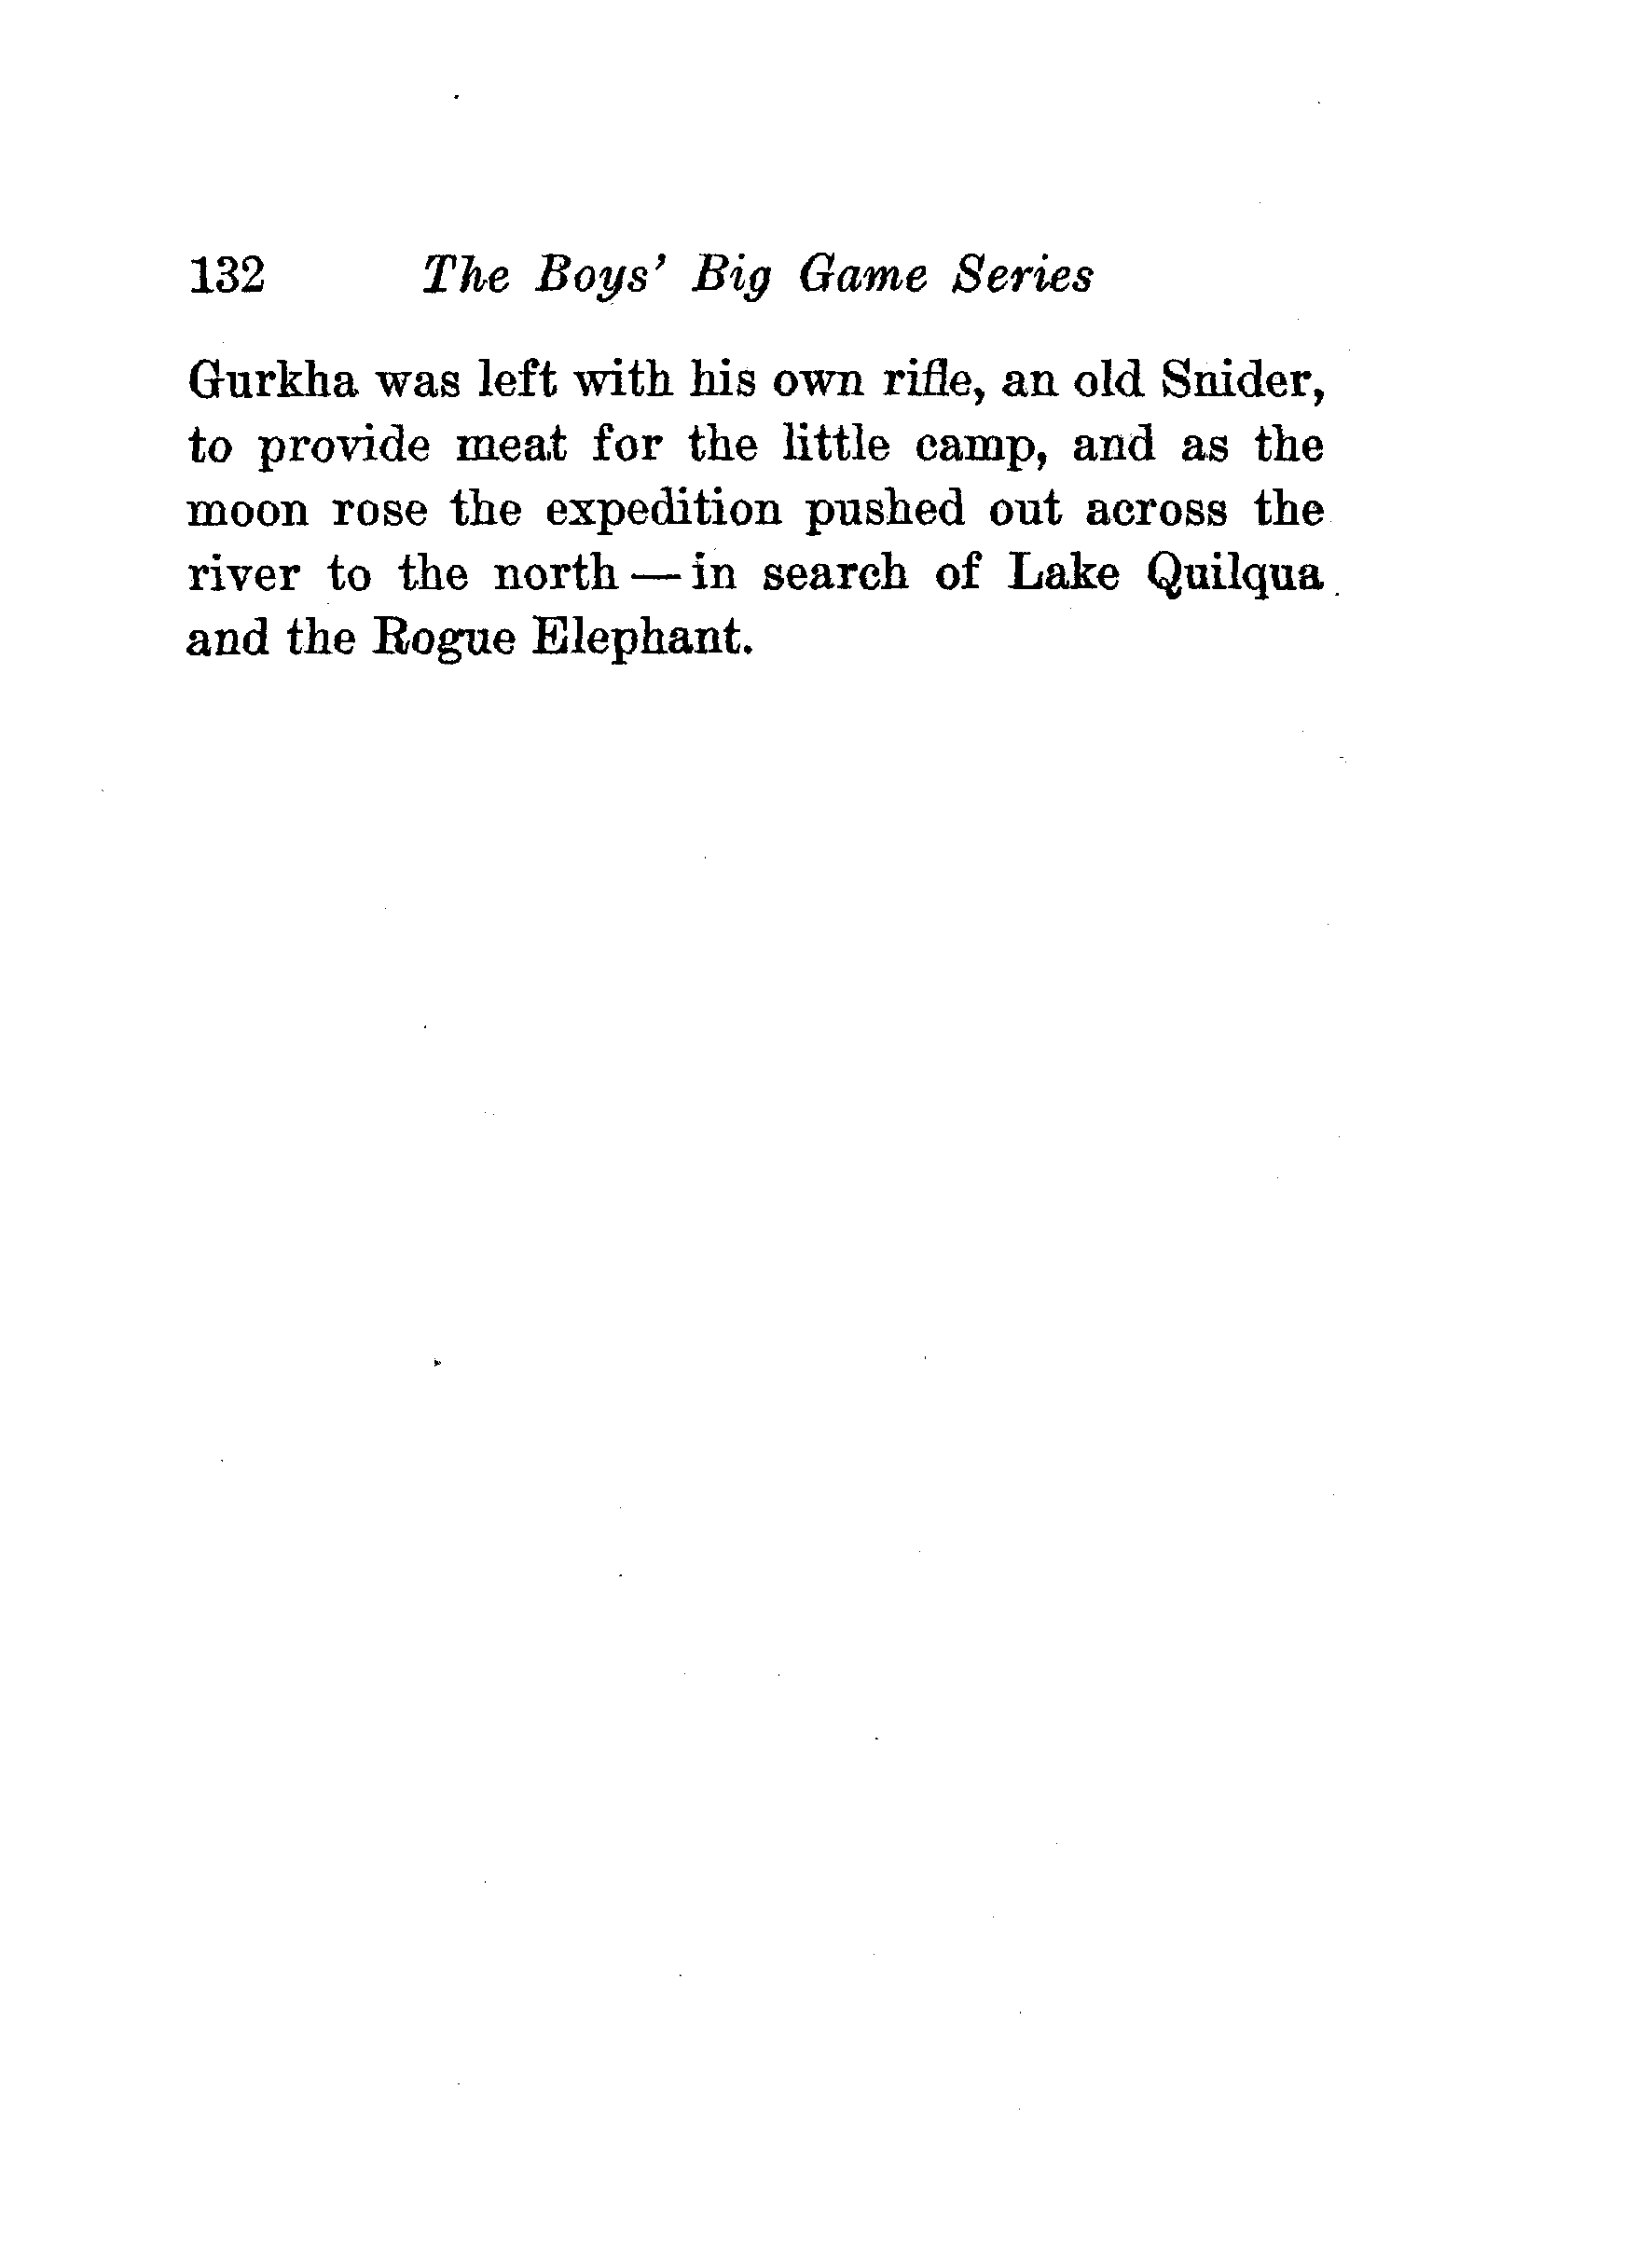 132 The Boys' Big Game Series
Gurkha was left with his own rifle, an old Snider,
to provide meat for the little camp, and as the
moon rose the expedition pushed out across the
river to the north — in search of Lake Quilqua
and the Rogue Elephant.